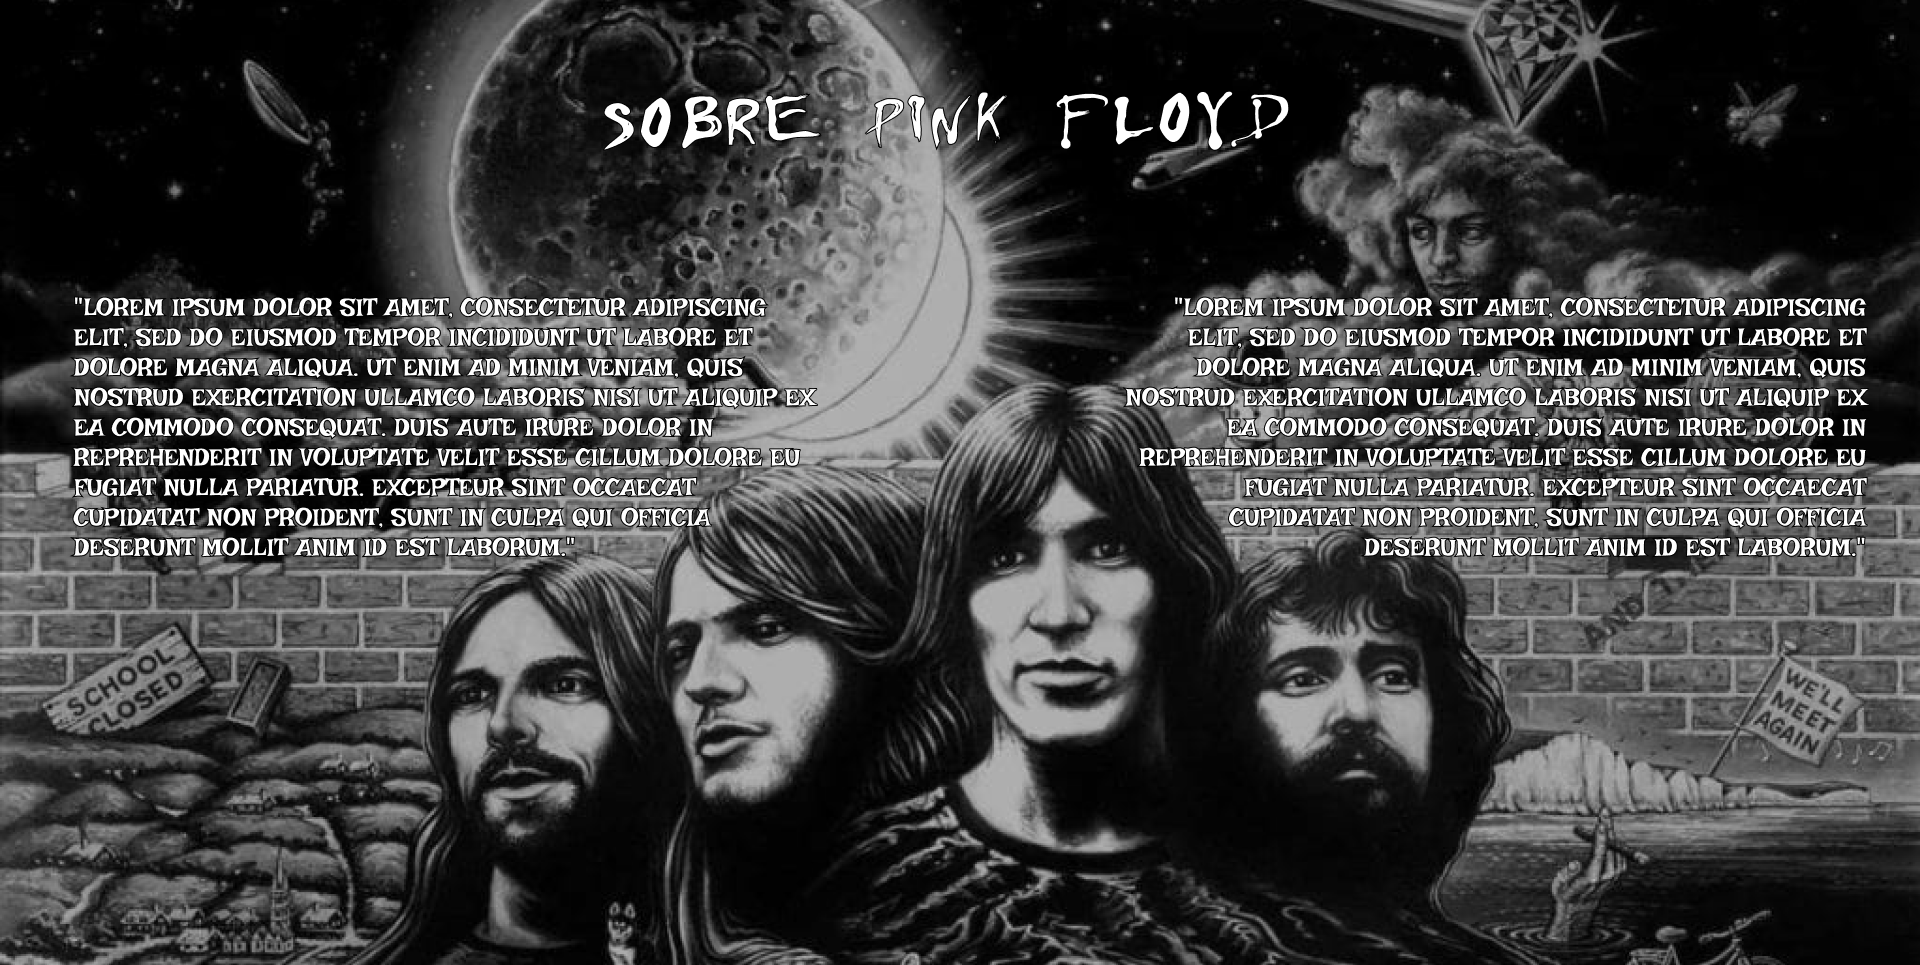 SOBRE PINK FLOYD
"LOREM IPSUM DOLOR SIT AMET, CONSECTETUR ADIPISCING
ELIT, SED DO EIUSMOD TEMPOR INCIDIDUNT UT LABORE ET
DOLORE MAGNA ALIQUA. UT ENIM AD MINIM VENIAM, QUIS
NOSTRUD EXERCITATION ULLAMCO LABORIS NISI UT ALIQUIP EX
EA COMMODO CONSEQUAT. DUIS AUTE IRURE DOLOR IN
REPREHENDERIT IN VOLUPTATE VELIT ESSE CILLUM DOLORE EU
FUGIAT NULLA PARIATUR. EXCEPTEUR SINT OCCAECAT
CUPIDATAT NON PROIDENT, SUNT IN CULPA QUI OFFICIA
DESERUNT MOLLIT ANIM ID EST LABORUM."
"LOREM IPSUM DOLOR SIT AMET, CONSECTETUR ADIPISCING
ELIT, SED DO EIUSMOD TEMPOR INCIDIDUNT UT LABORE ET
DOLORE MAGNA ALIQUA. UT ENIM AD MINIM VENIAM, QUIS
NOSTRUD EXERCITATION ULLAMCO LABORIS NISI UT ALIQUIP EX
EA COMMODO CONSEQUAT. DUIS AUTE IRURE DOLOR IN
REPREHENDERIT IN VOLUPTATE VELIT ESSE CILLUM DOLORE EU
FUGIAT NULLA PARIATUR. EXCEPTEUR SINT OCCAECAT
CUPIDATAT NON PROIDENT, SUNT IN CULPA QUI OFFICIA
DESERUNT MOLLIT ANIM ID EST LABORUM."
AND
SCHOOL
CLOSED
WE'LL
MEET
AGAIN